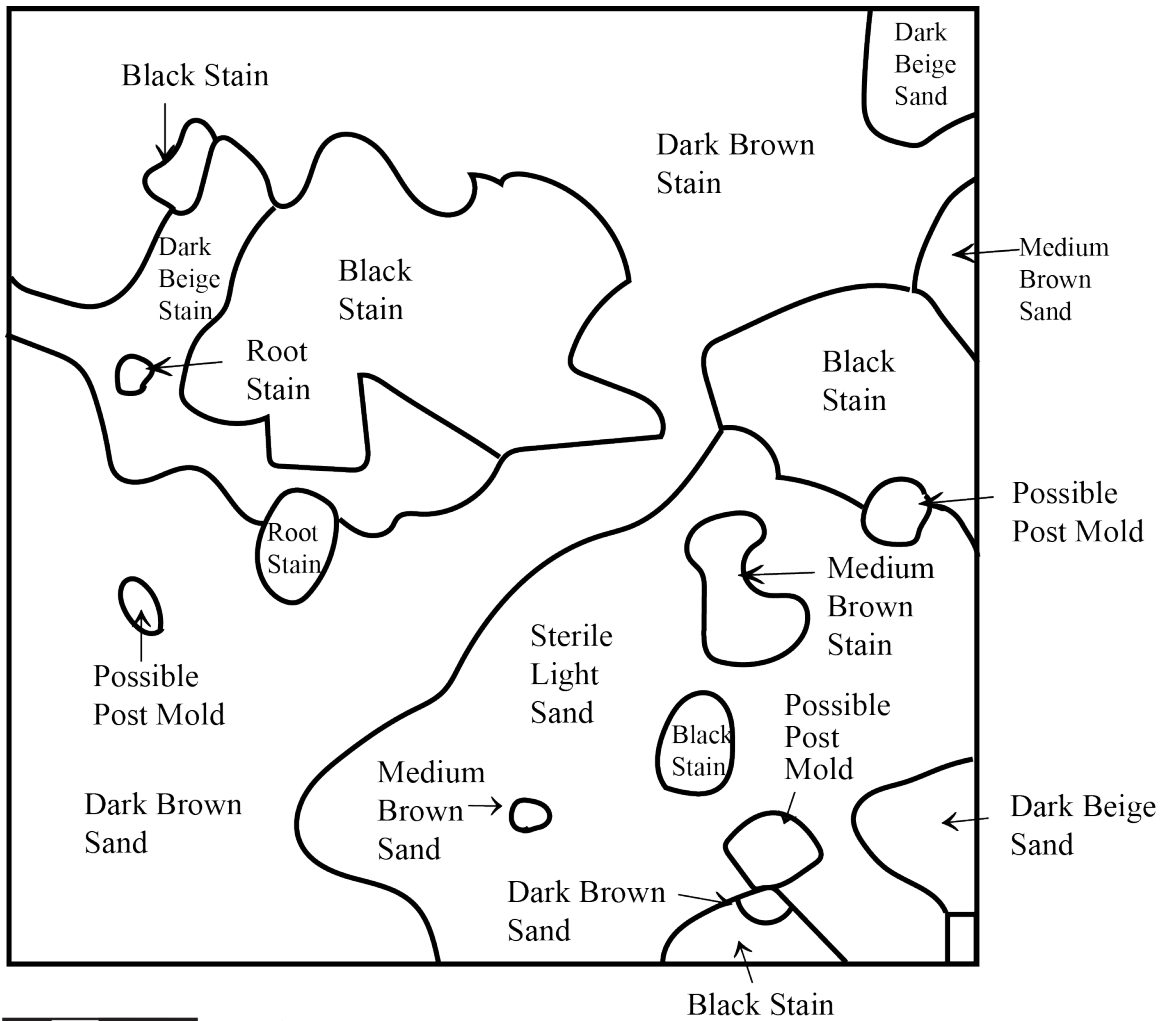 Dark
Beige
Sand
Black Stain
Dark Brown
Stain
Dark
Beige
Stain
Black
Stain
Medium
Brown
Sand
Root
Stain
Black
Stain
Possible
Post Mold
Root
Stain
Medium
Brown
Stain
Sterile
Light
Sand
Possible
Post Mold
Possible
Post
Mold
Black
Stain
Medium
Brown
Sand
Dark Brown
Sand
Dark Beige
Sand
Dark Brown
Sand
Black Stain